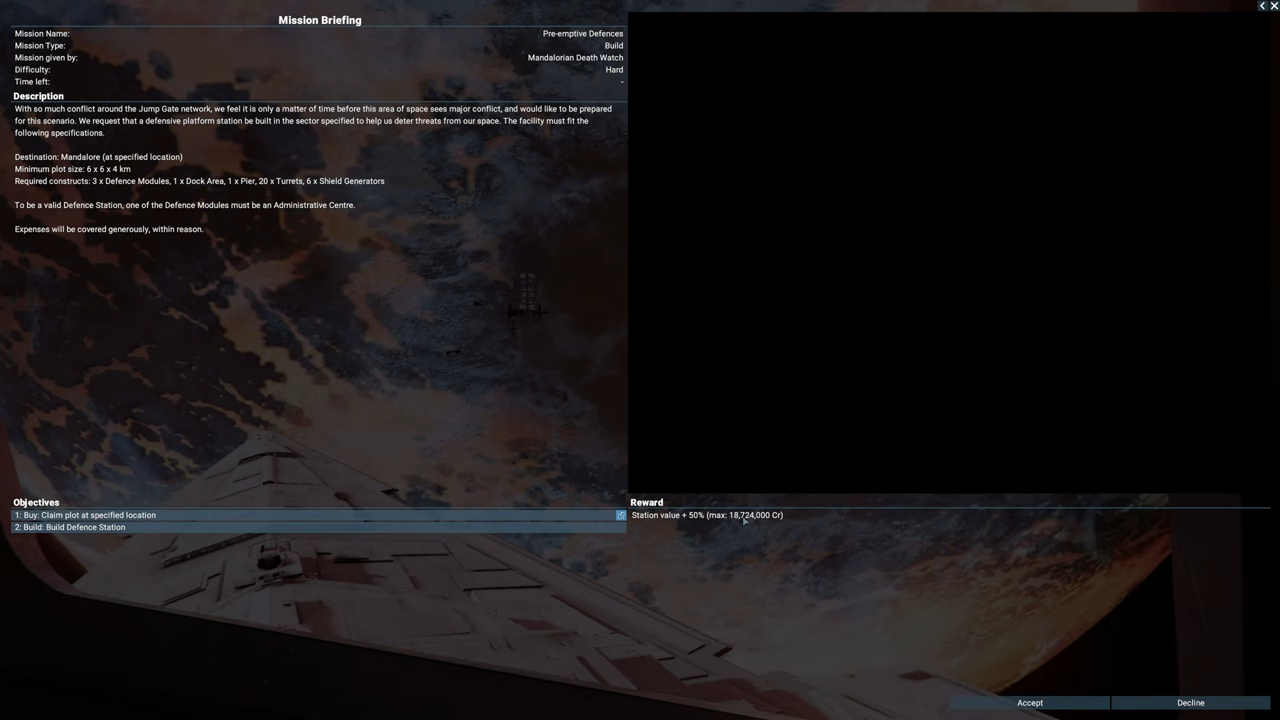 Mission Briefing
Mission Name: Pre-emptive Defences
Mission Type: Build
Mission given by: Mandalorian Death Watch
Difficulty: Hard
Time left: -
Description
With so much conflict around the Jump Gate network, we feel it is only a matter of time before this area of space sees major conflict, and would like to be prepared
for this scenario. We request that a defensive platform station be built in the sector specified to help us deter threats from our space. The facility must fit the
following specifications.
Destination: Mandalore (at specified location)
Minimum plot size: 6 x 6 x 4 km
Required constructs: 3 x Defence Modules, 1 x Dock Area, 1 x Pier, 20 x Turrets, 6 x Shield Generators
To be a valid Defence Station, one of the Defence Modules must be an Administrative Centre.
Expenses will be covered generously, within reason.
Objectives
1: Buy: Claim plot at specified location
2: Build: Build Defence Station
Reward
Station value + 50% (max: 18,724,000 Cr)
Accept
Decline